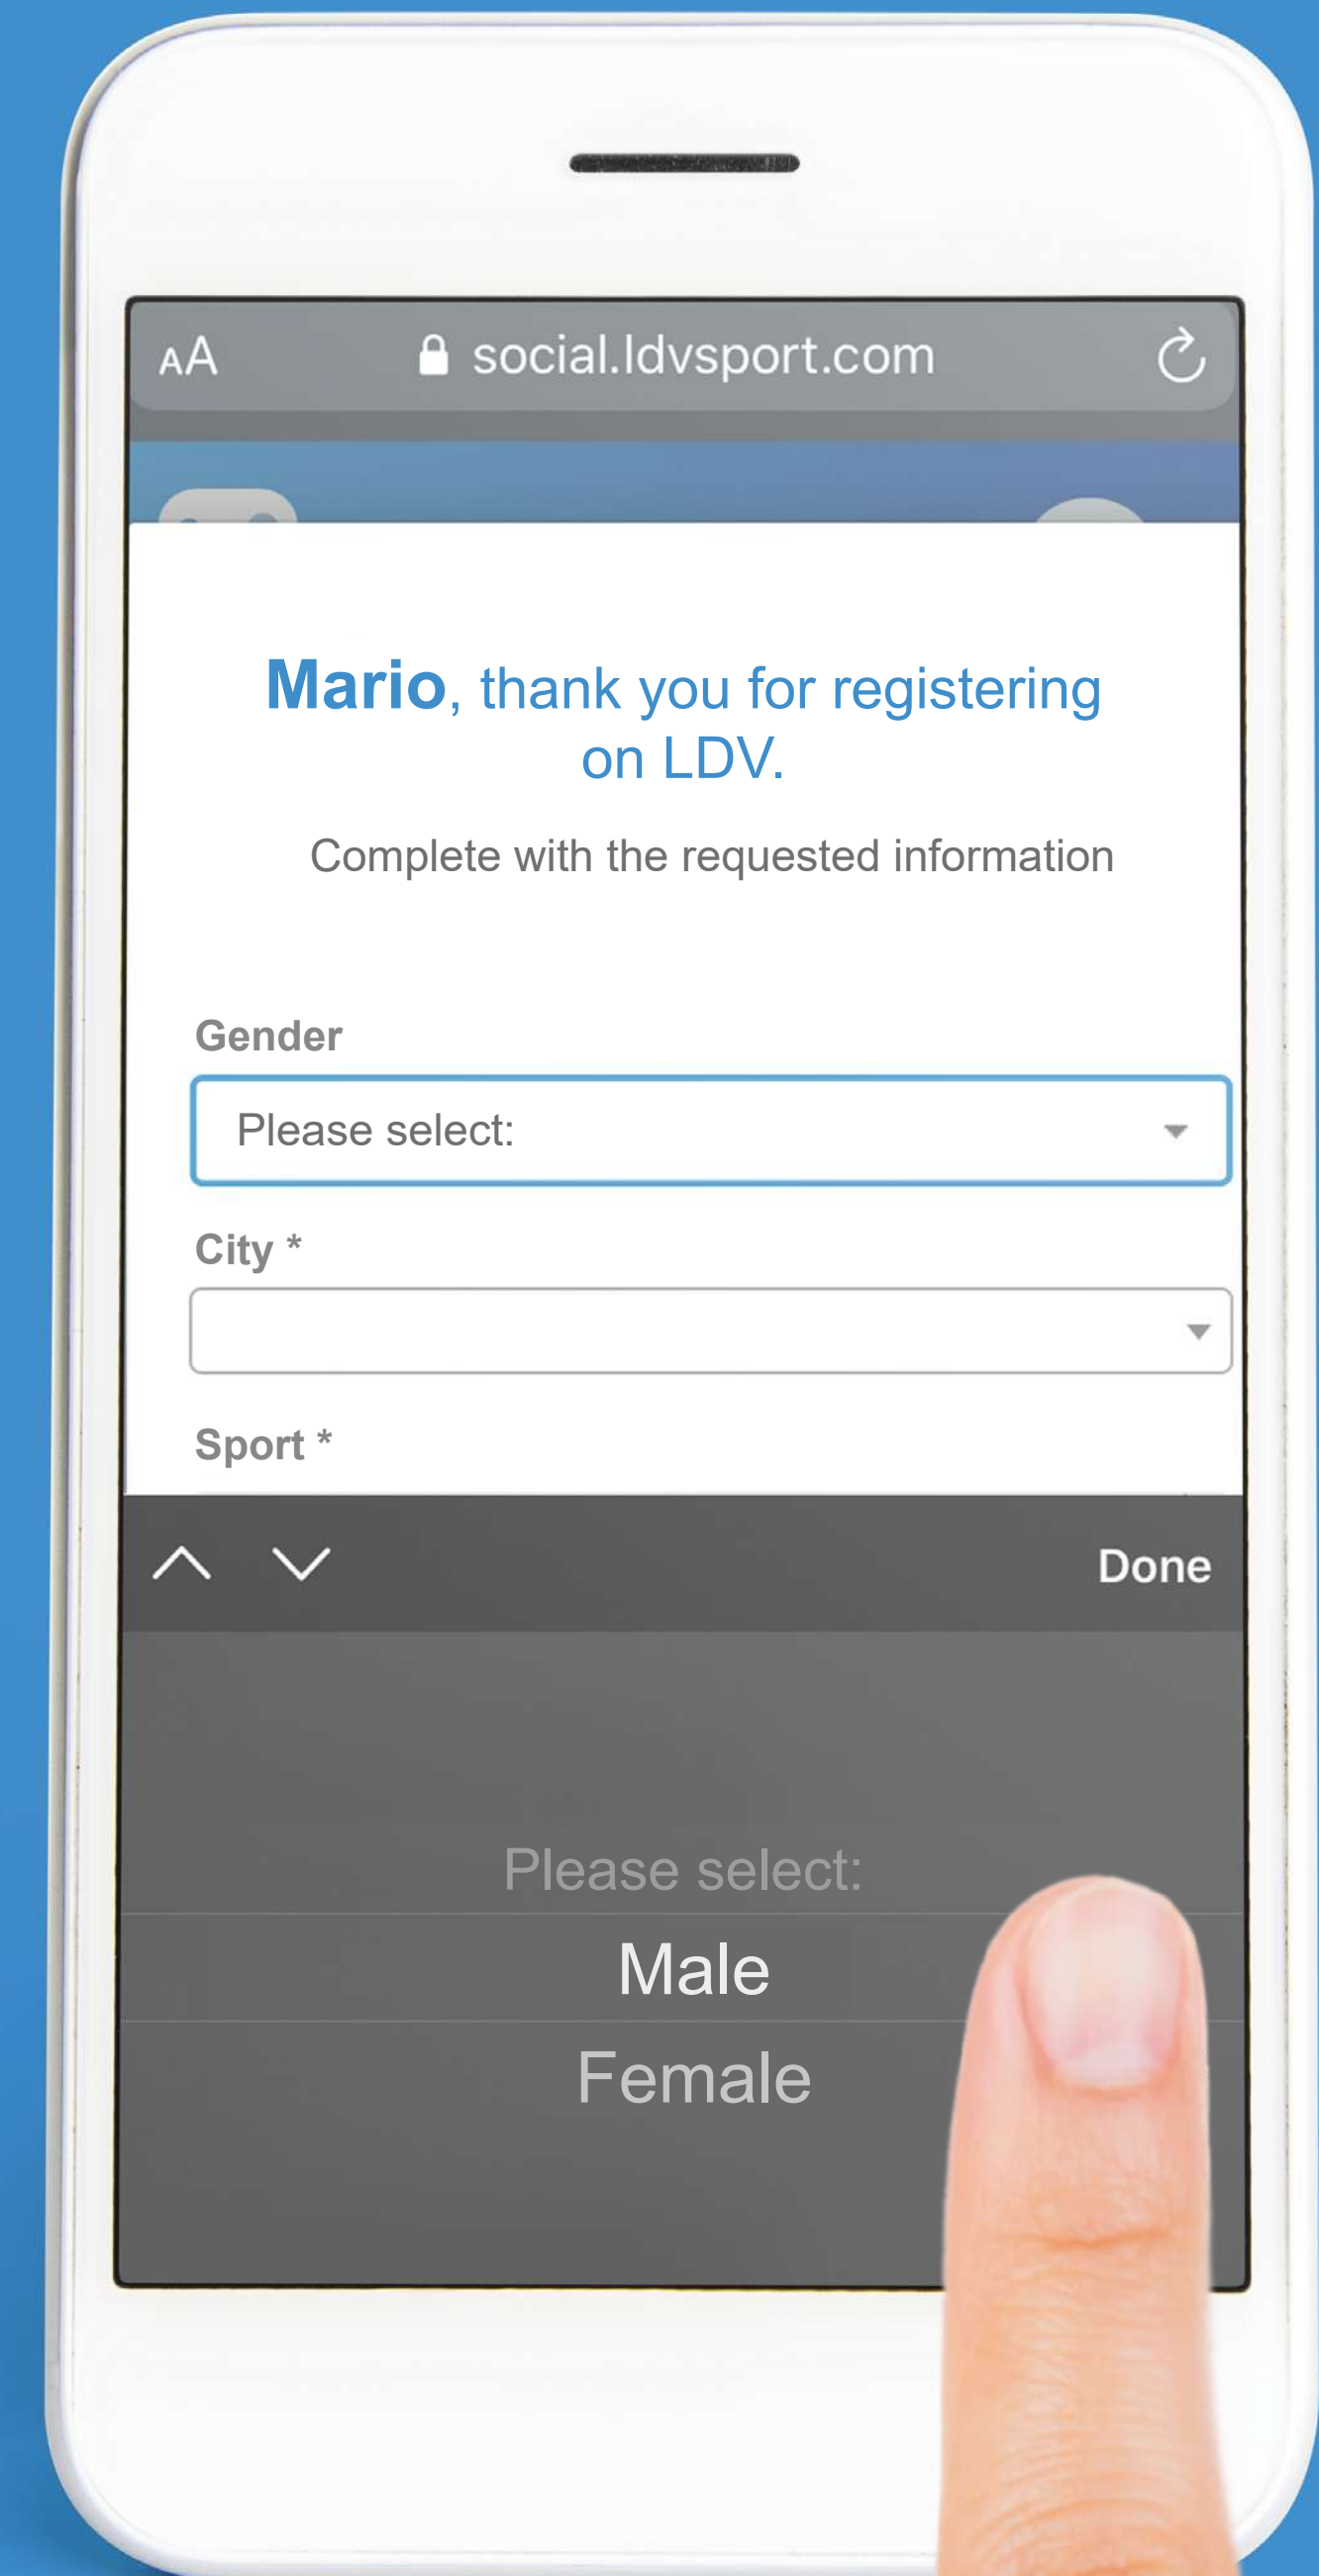 AA social.ldvsport.com
Mario, thank you for registering
on LDV.
Complete with the requested information
Gender
Please select:
City *
Sport *
Done
Please select:
Male
Female